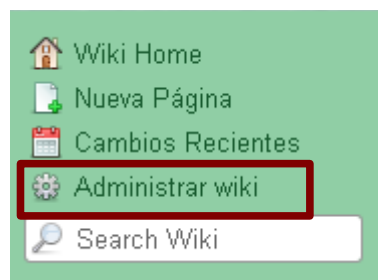 Wiki Home
Nueva Página
Cambios Recientes
Administrar wiki
Search Wiki